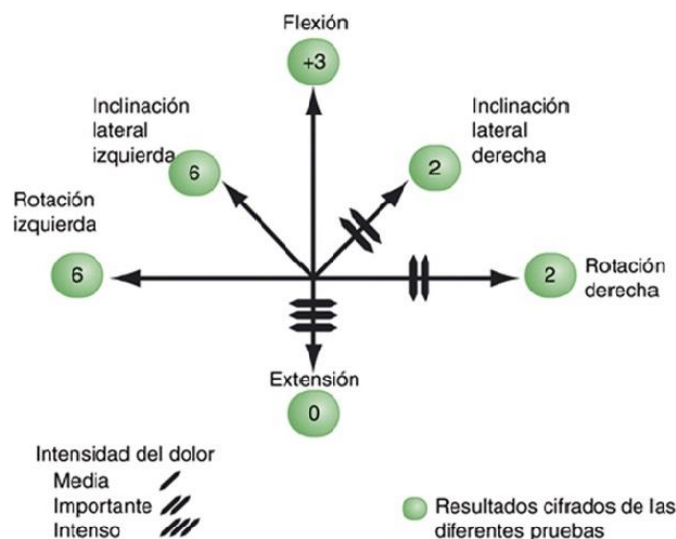 Flexión
+3
Inclinación
lateral
izquierda
6
Inclinación
lateral
derecha
2
Rotación
izquierda
6
2
Rotación
derecha
Extensión
0
Intensidad del dolor
Media
Importante
Intenso
Resultados cifrados de las
diferentes pruebas